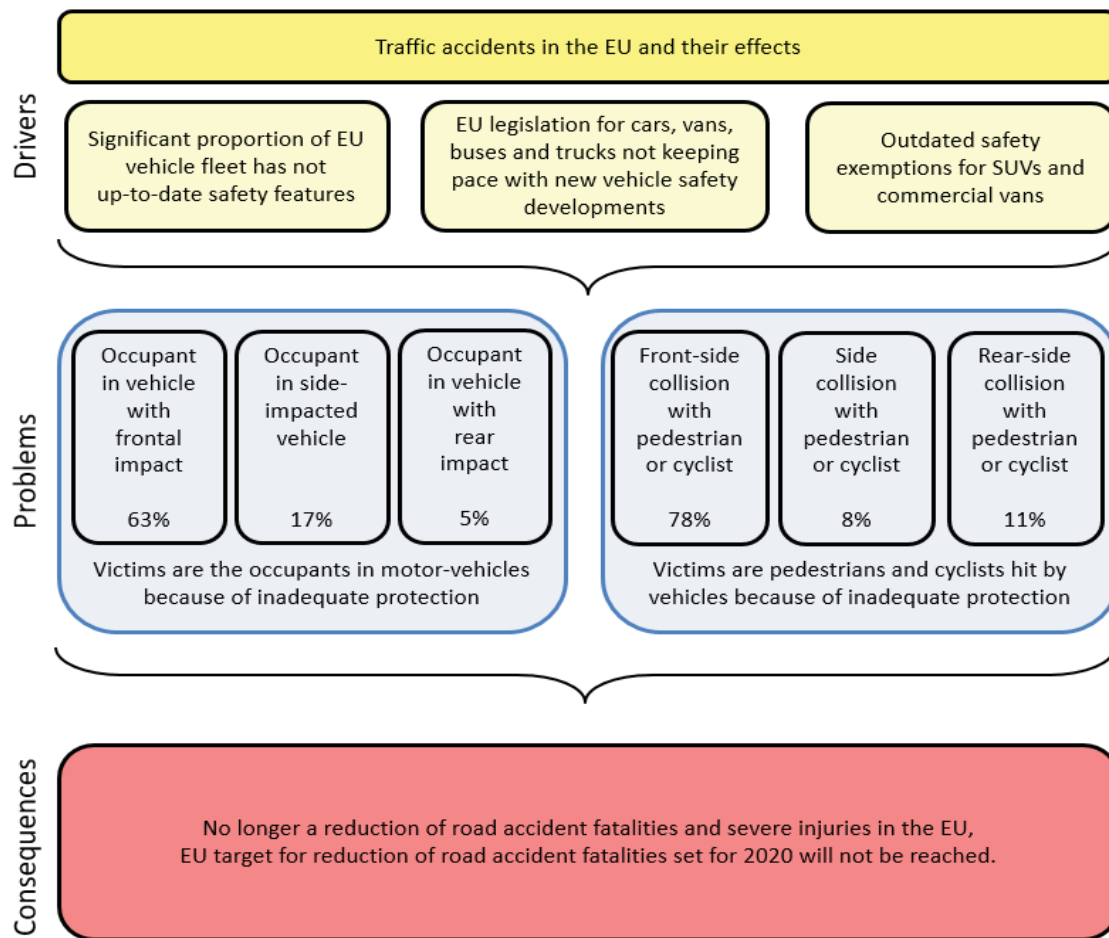 Traffic accidents in the EU and their effects
Drivers
Significant proportion of EU
vehicle fleet has not
up-to-date safety features
EU legislation for cars, vans,
buses and trucks not keeping
pace with new vehicle safety
developments
Outdated safety
exemptions for SUVs and
commercial vans
Problems
Occupant
in vehicle
with
frontal
impact
63%
Occupant
in side-
impacted
vehicle
17%
Occupant
in vehicle
with
rear
impact
5%
Victims are the occupants in motor-vehicles
because of inadequate protection
Front-side
collision
with
pedestrian
or cyclist
78%
Side
collision
with
pedestrian
or cyclist
8%
Rear-side
collision
with
pedestrian
or cyclist
11%
Victims are pedestrians and cyclists hit by
vehicles because of inadequate protection
Consequences
No longer a reduction of road accident fatalities and severe injuries in the EU,
EU target for reduction of road accident fatalities set for 2020 will not be reached.